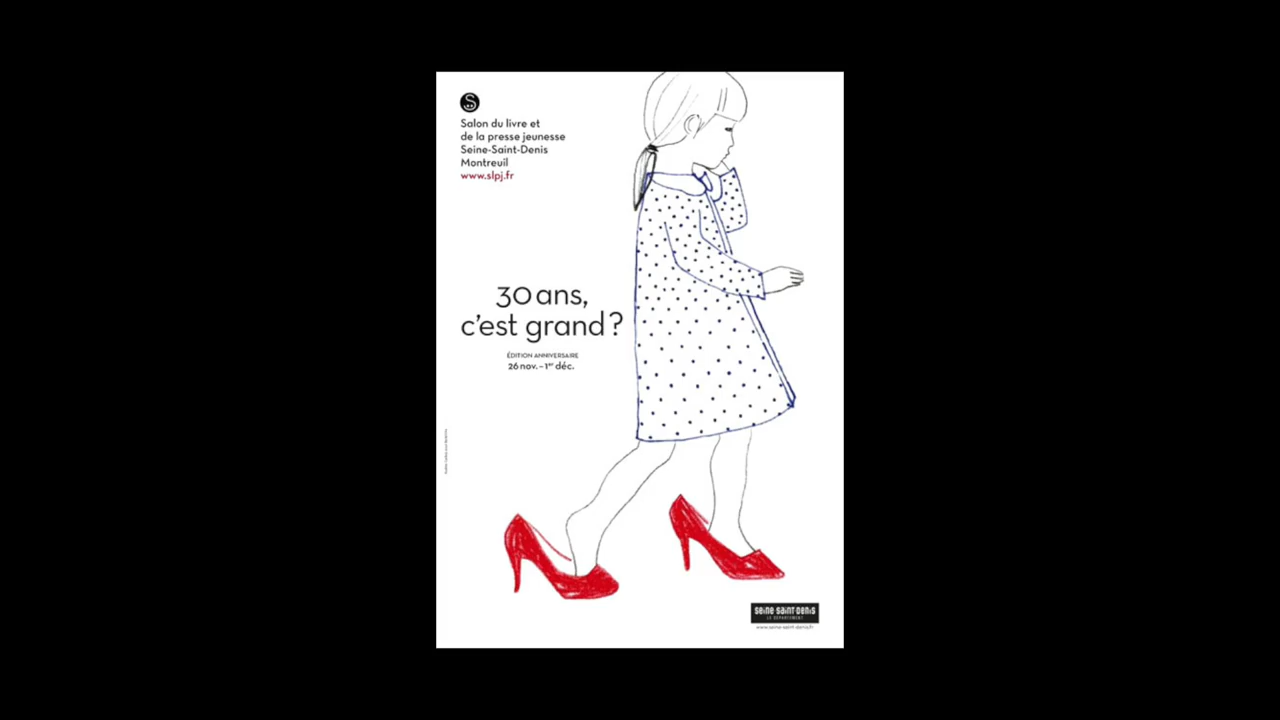 S
Salon du livre et
de la presse jeunesse
Seine-Saint-Denis
Montreuil
www.slpj.fr
30 ans,
c'est grand ?
ÉDITION ANNIVERSAIRE
26 nov. – 1er déc.
seine saint-denis
LE DÉPARTEMENT
www.seine-saint-denis.fr